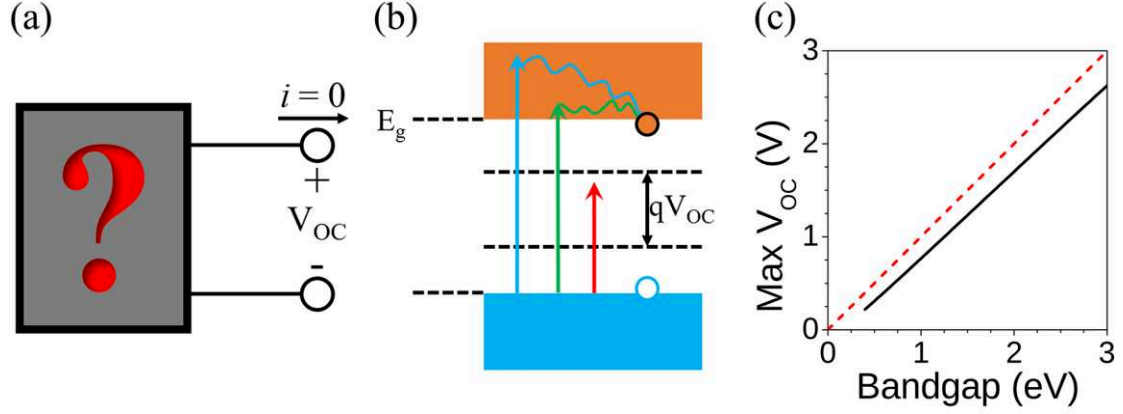 (a)
i = 0
?
+
V_OC
-
(b)
E_g
qV_OC
(c)
Max V_OC (V)
3
2
1
0
0 1 2 3
Bandgap (eV)